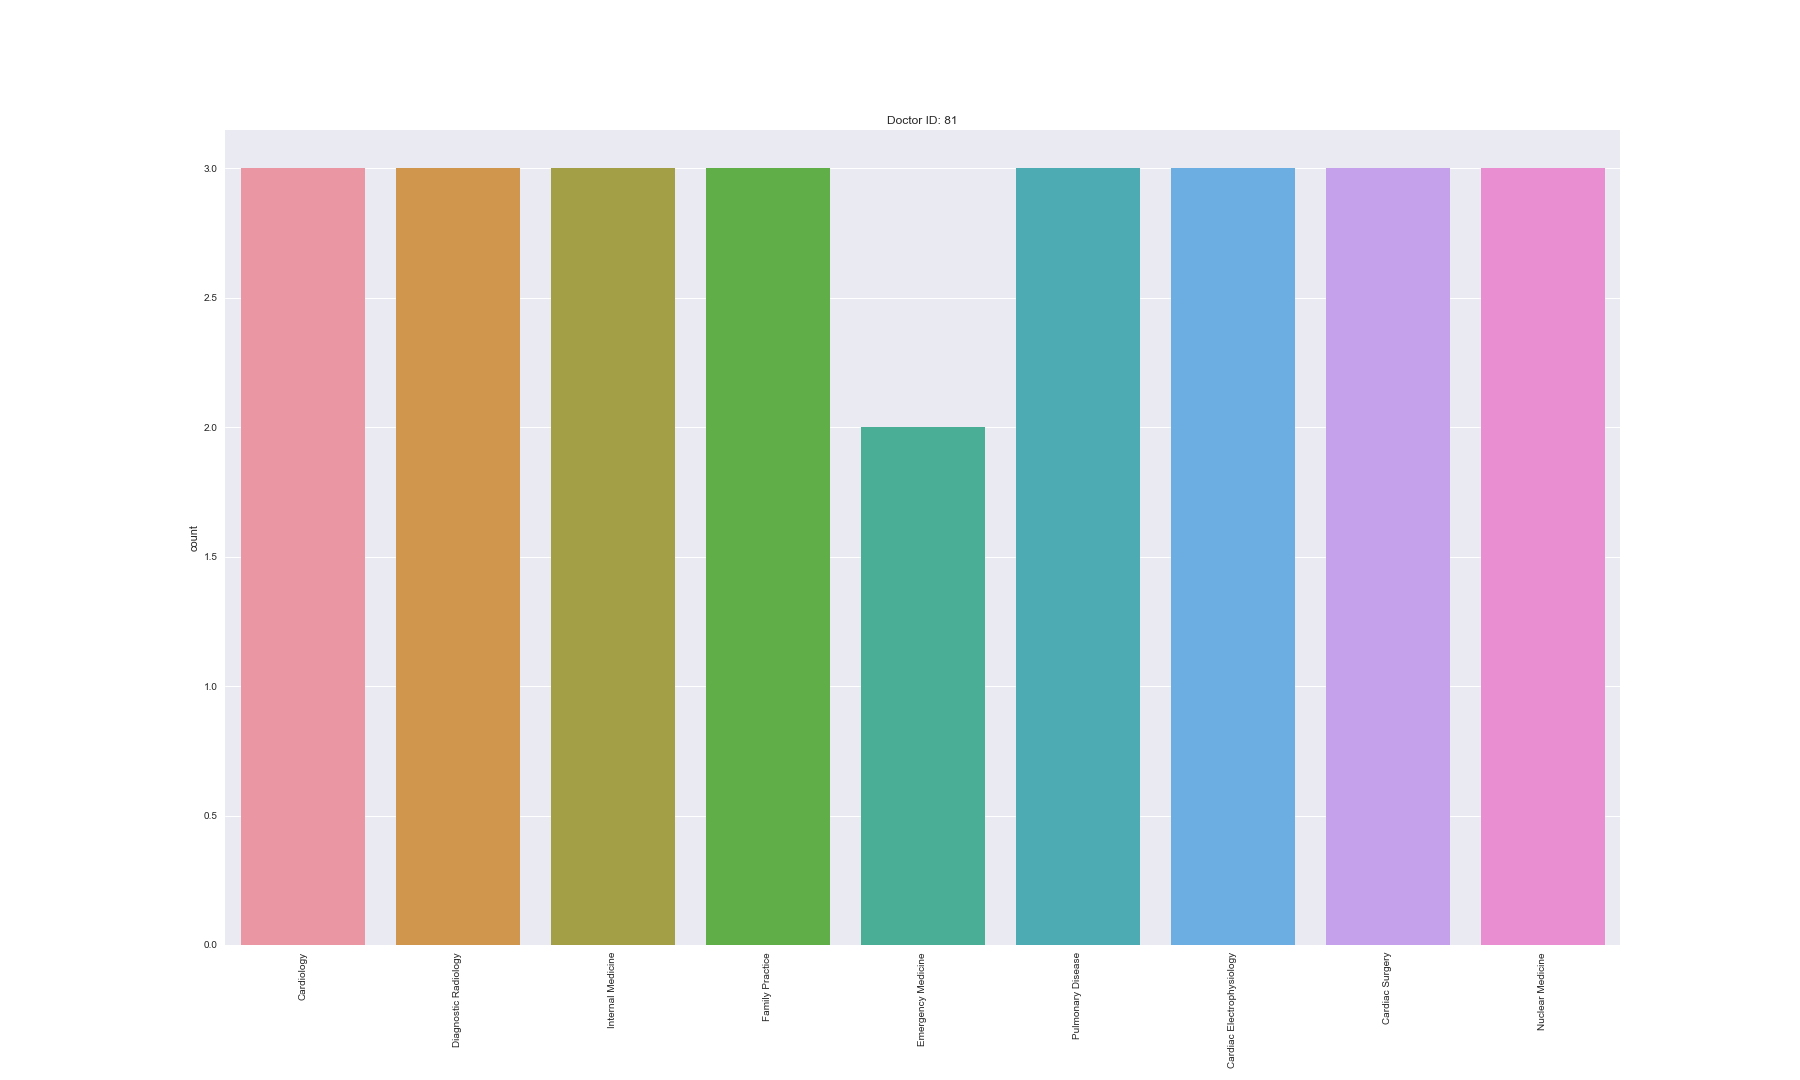 Doctor ID: 81
3.0
2.5
2.0
1.5
1.0
0.5
0.0
count
Cardiology
Diagnostic Radiology
Internal Medicine
Family Practice
Emergency Medicine
Pulmonary Disease
Cardiac Electrophysiology
Cardiac Surgery
Nuclear Medicine